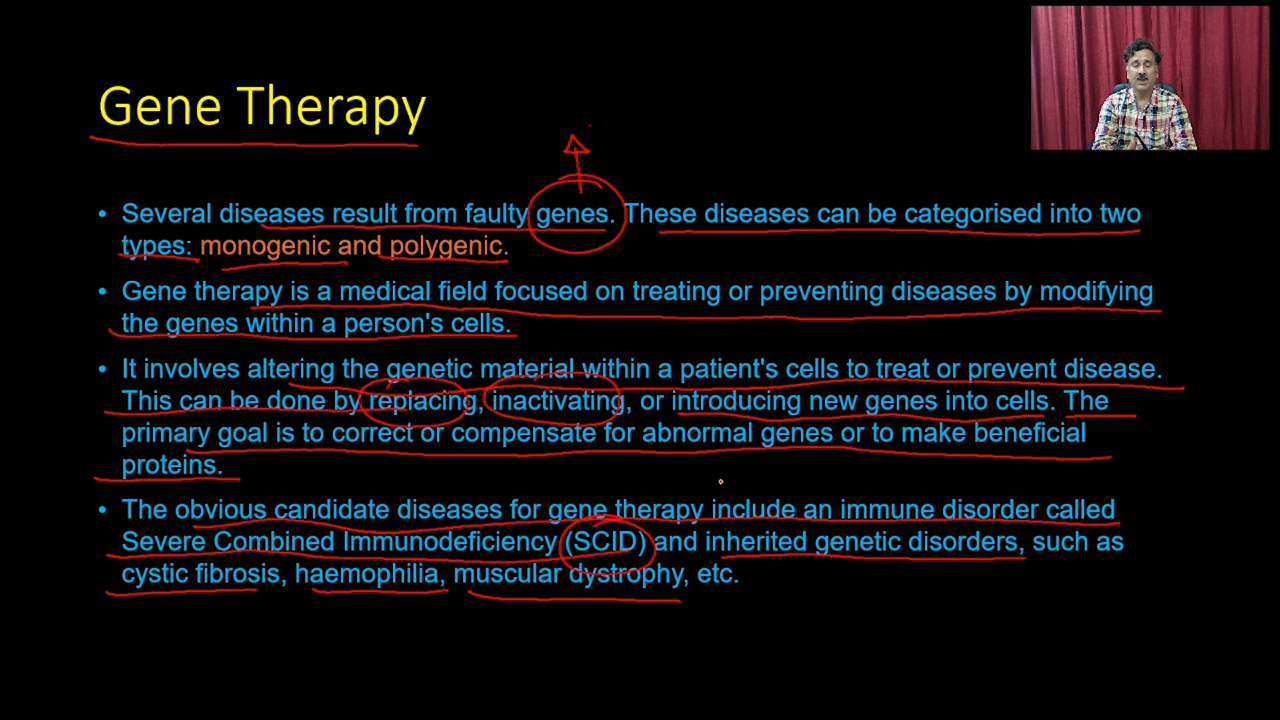 Gene Therapy
• Several diseases result from faulty genes. These diseases can be categorised into two
types: monogenic and polygenic.
• Gene therapy is a medical field focused on treating or preventing diseases by modifying
the genes within a person's cells.
• It involves altering the genetic material within a patient's cells to treat or prevent disease.
This can be done by replacing, inactivating, or introducing new genes into cells. The
primary goal is to correct or compensate for abnormal genes or to make beneficial
proteins.
• The obvious candidate diseases for gene therapy include an immune disorder called
Severe Combined Immunodeficiency (SCID) and inherited genetic disorders, such as
cystic fibrosis, haemophilia, muscular dystrophy, etc.